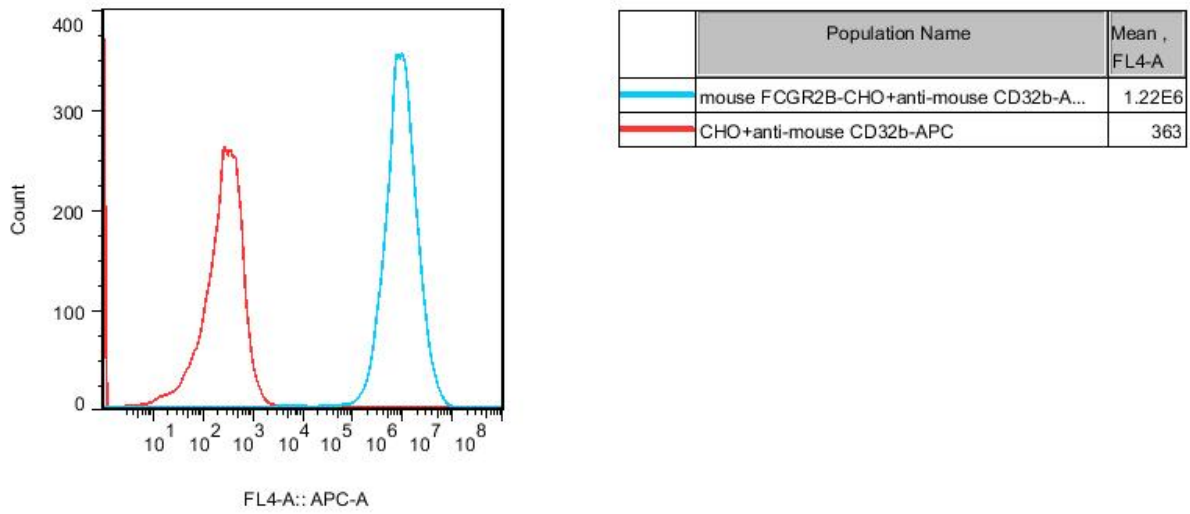 400
300
200
100
0
Count
10 1 10 2 10 3 10 4 10 5 10 6 10 7 10 8
FL4-A:: APC-A
Population Name Mean , FL4-A
mouse FCGR2B-CHO+anti-mouse CD32b-A... 1.22E6
CHO+anti-mouse CD32b-APC 363